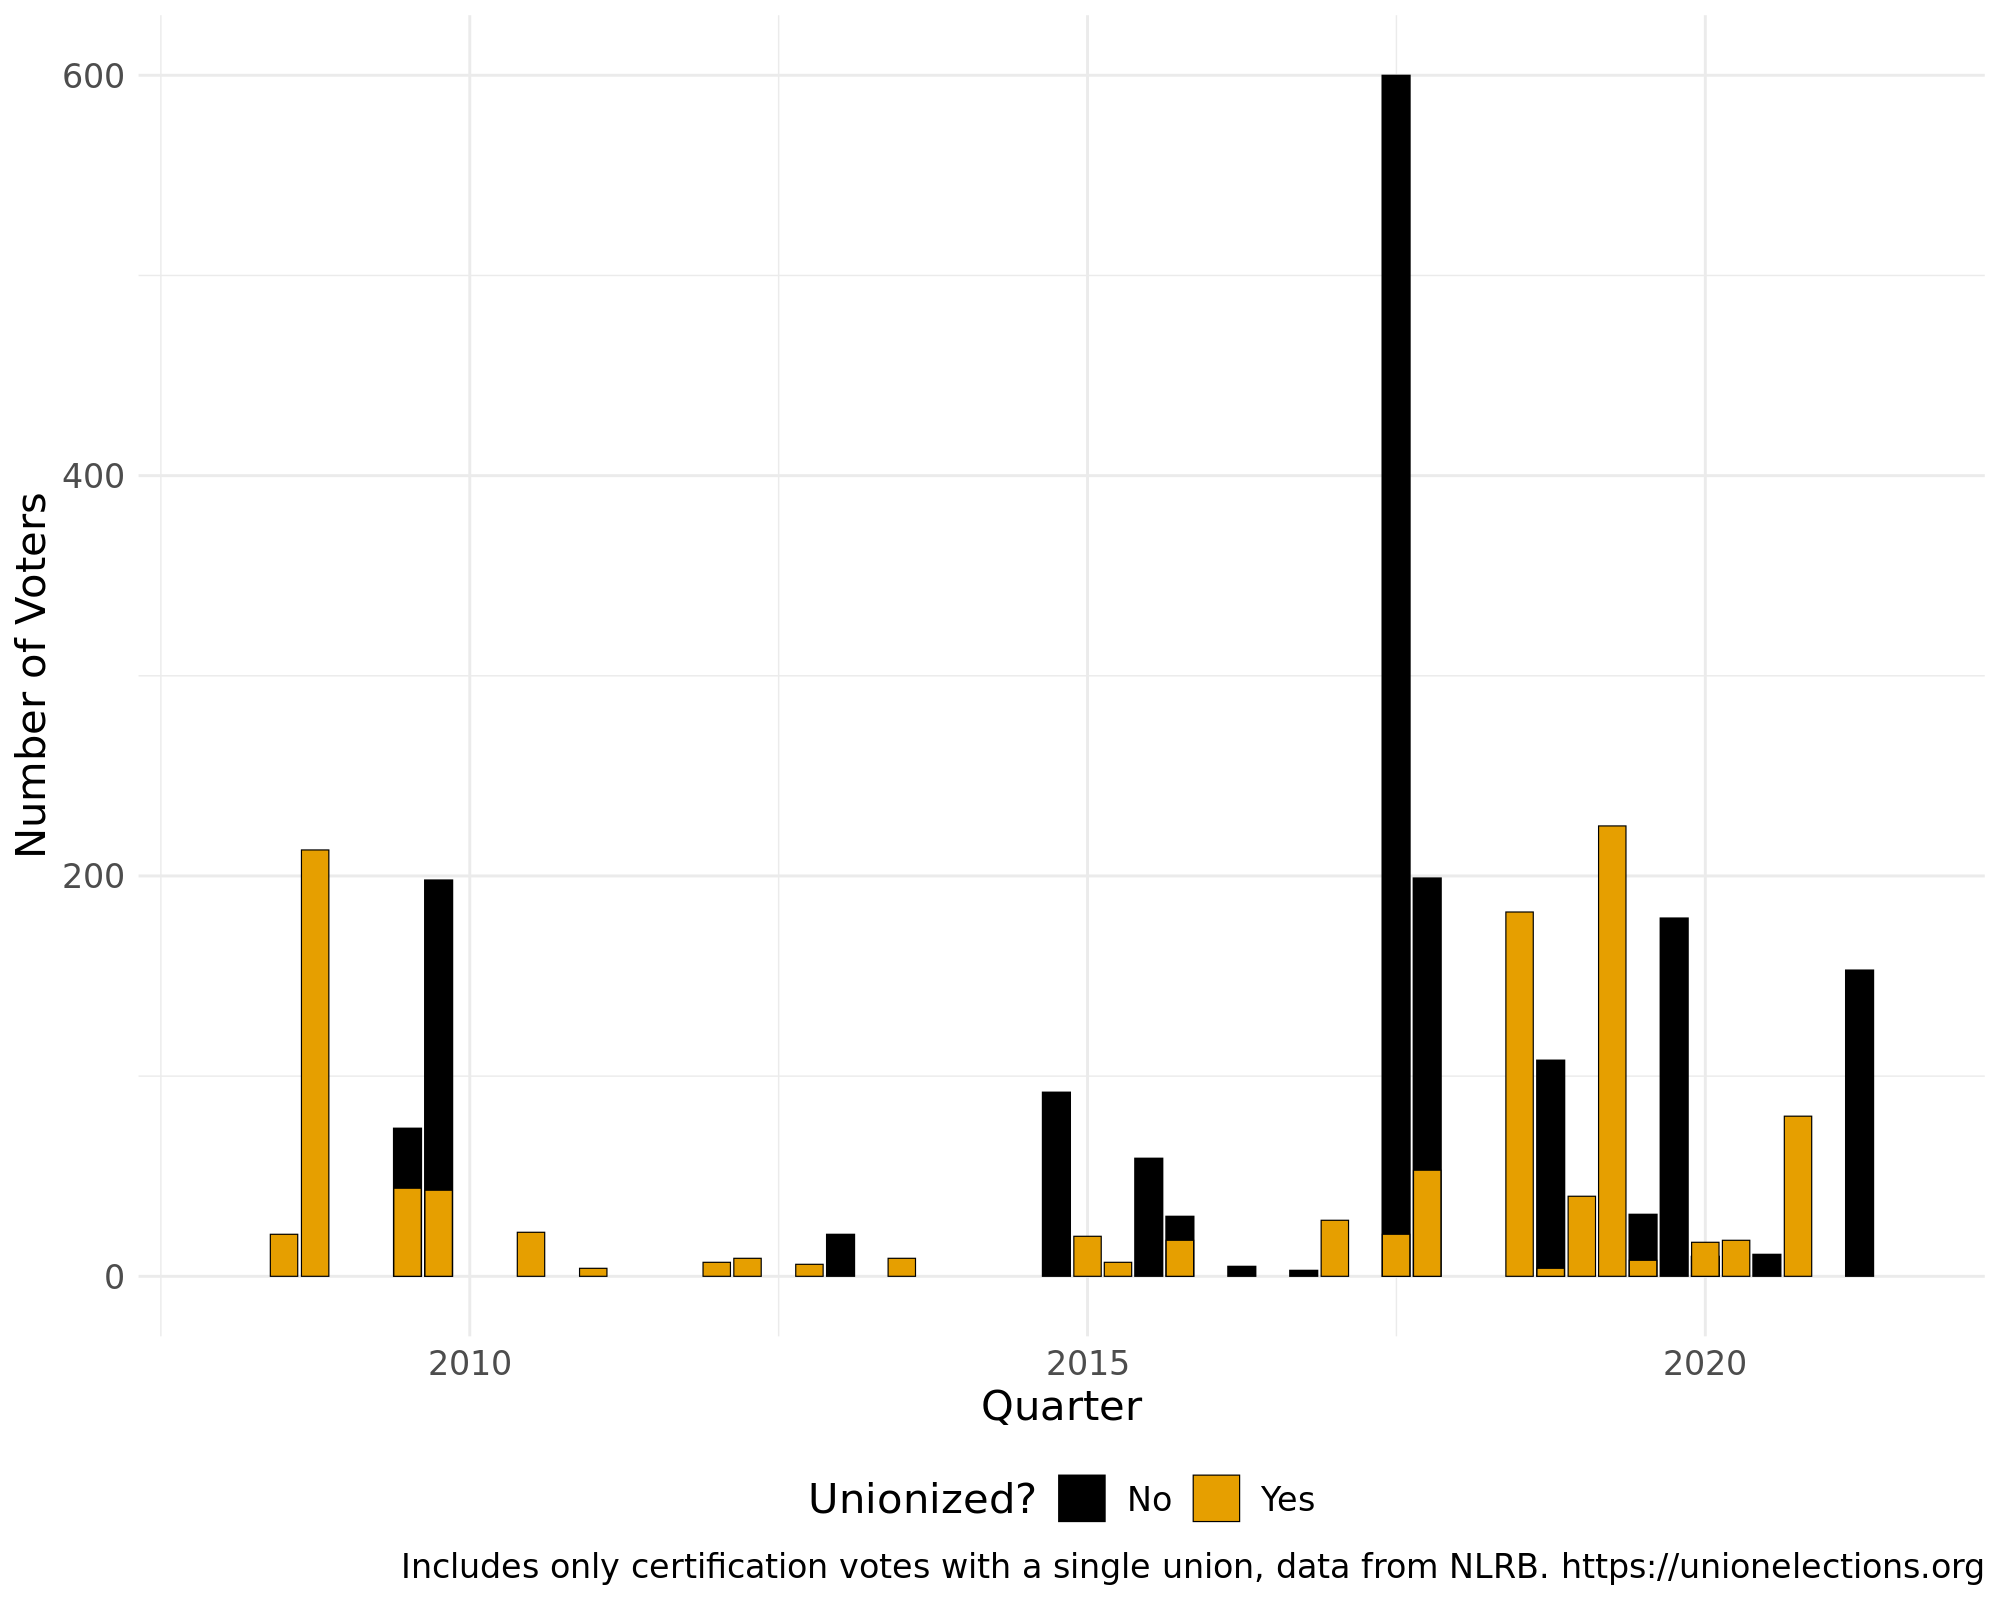 600
400
200
0
Number of Voters
2010 2015 2020
Quarter
Unionized? No Yes
Includes only certification votes with a single union, data from NLRB. https://unionelections.org